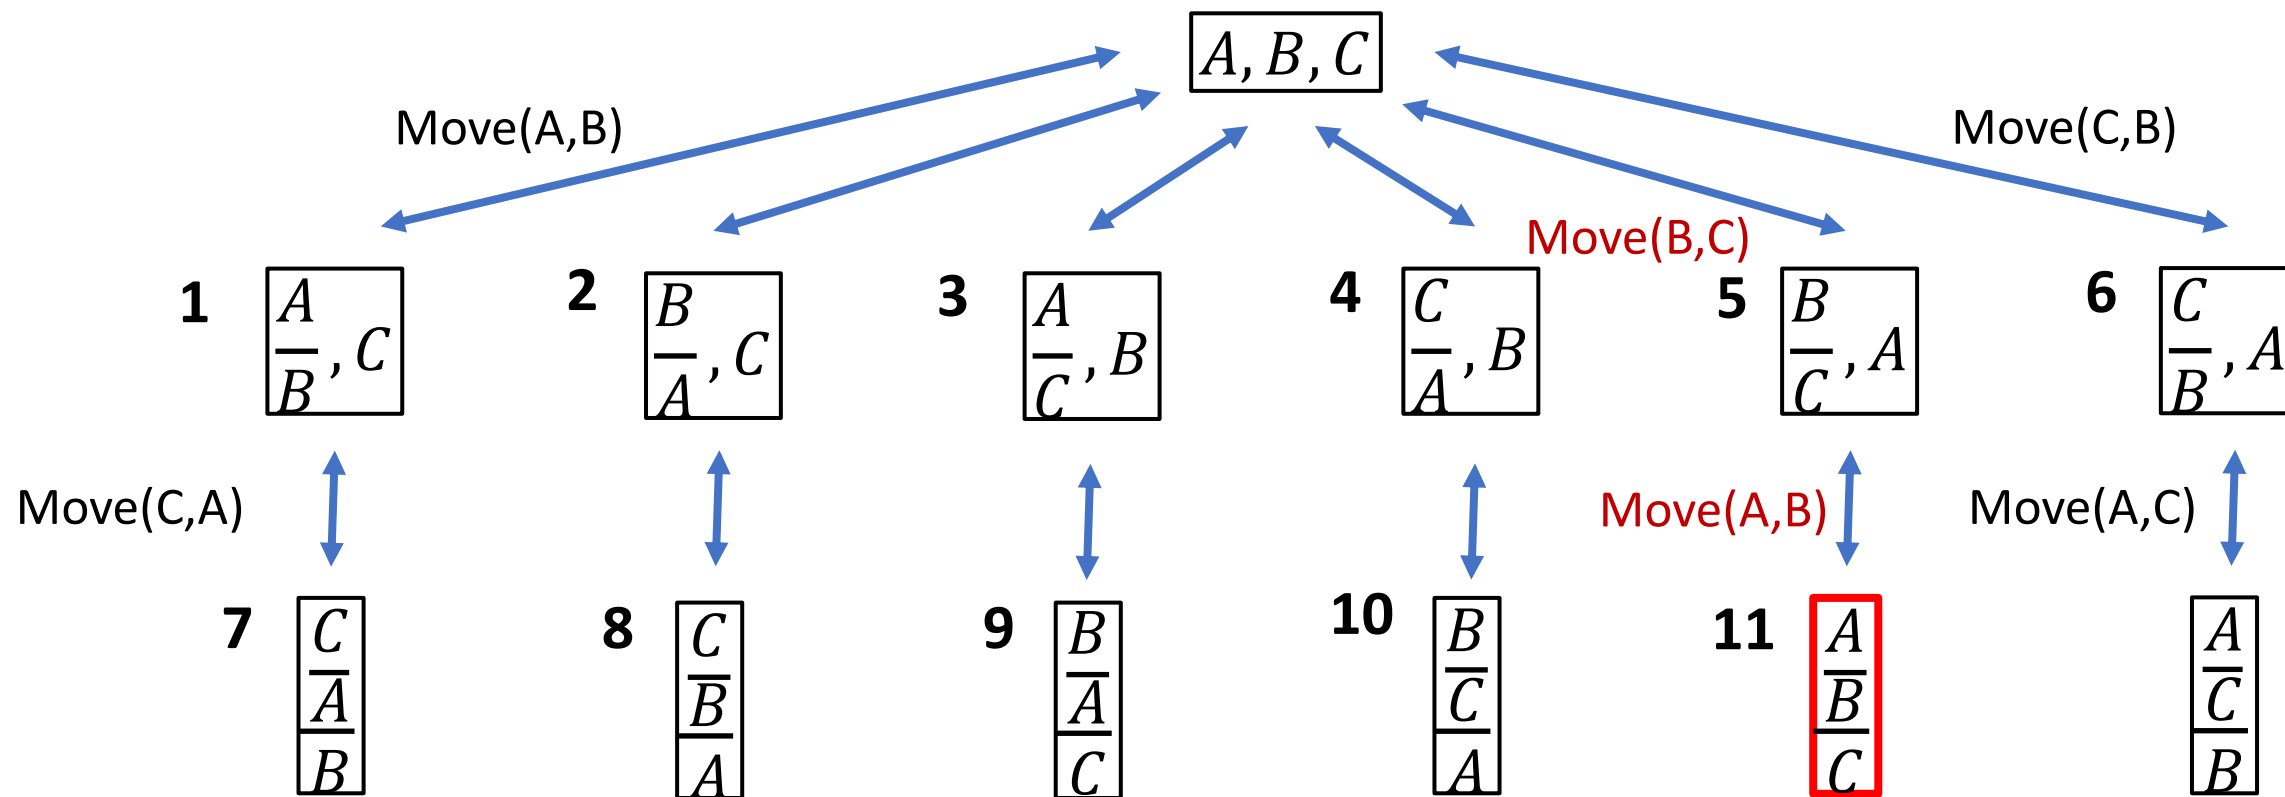 A, B, C
Move(A,B)
Move(C,B)
Move(B,C)
1
A
B , C
2
B
A , C
3
A
C , B
4
C
A , B
5
B
C , A
6
C
B , A
Move(C,A)
Move(A,B)
Move(A,C)
7
C
A
B
8
C
B
A
9
B
A
C
10
B
C
A
11
A
B
C
A
C
B